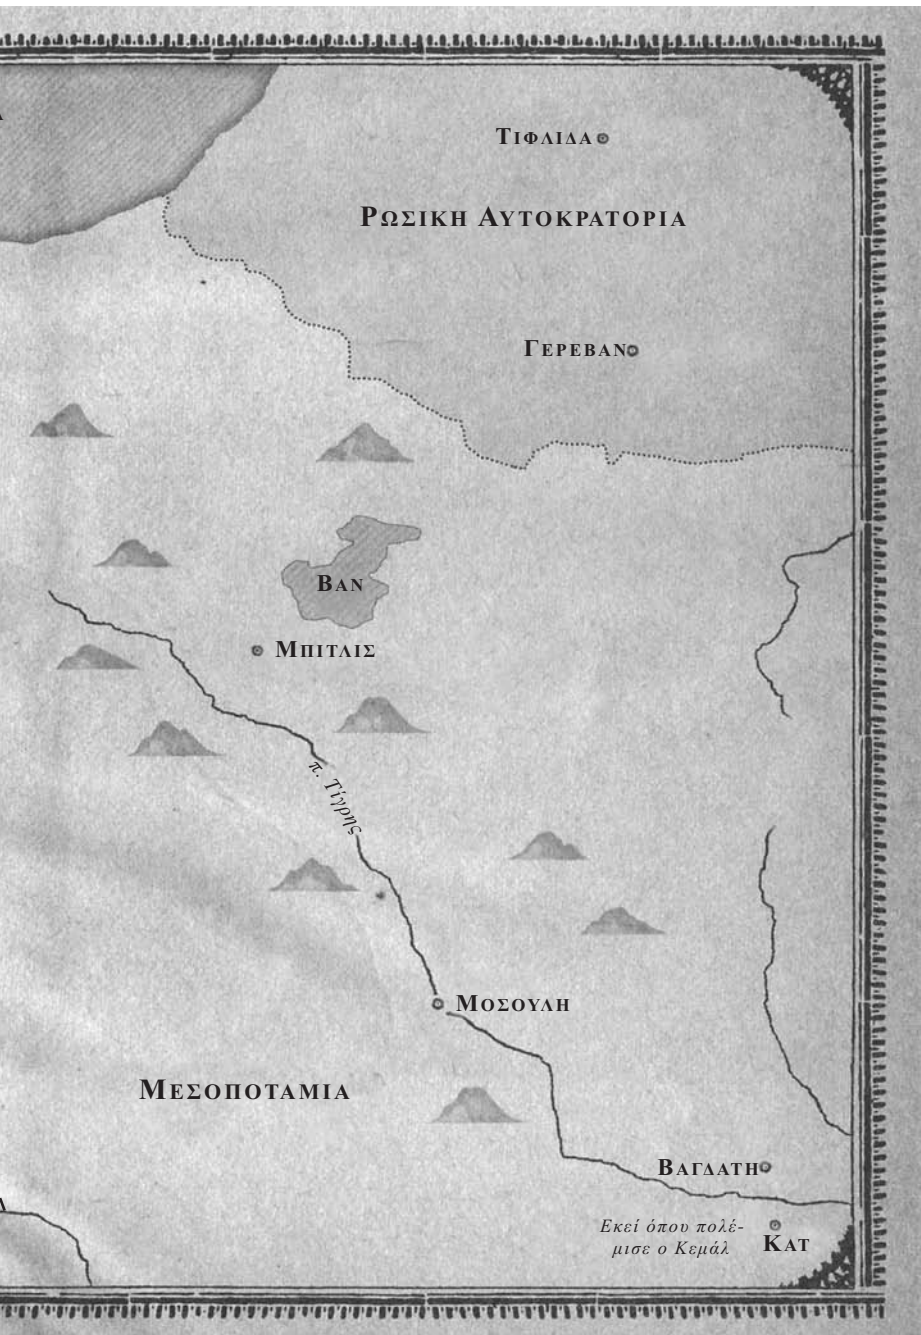 Τιφλιδα
Ρωσικη Αυτοκρατορια
Γερεβαν
Βαν
Μπιτλις
π. Τίγρης
Μοσουλη
Μεσοποταμια
Βαγδατη
Εκεί όπου πολέ-
μισε ο Κεμάλ
Κατ